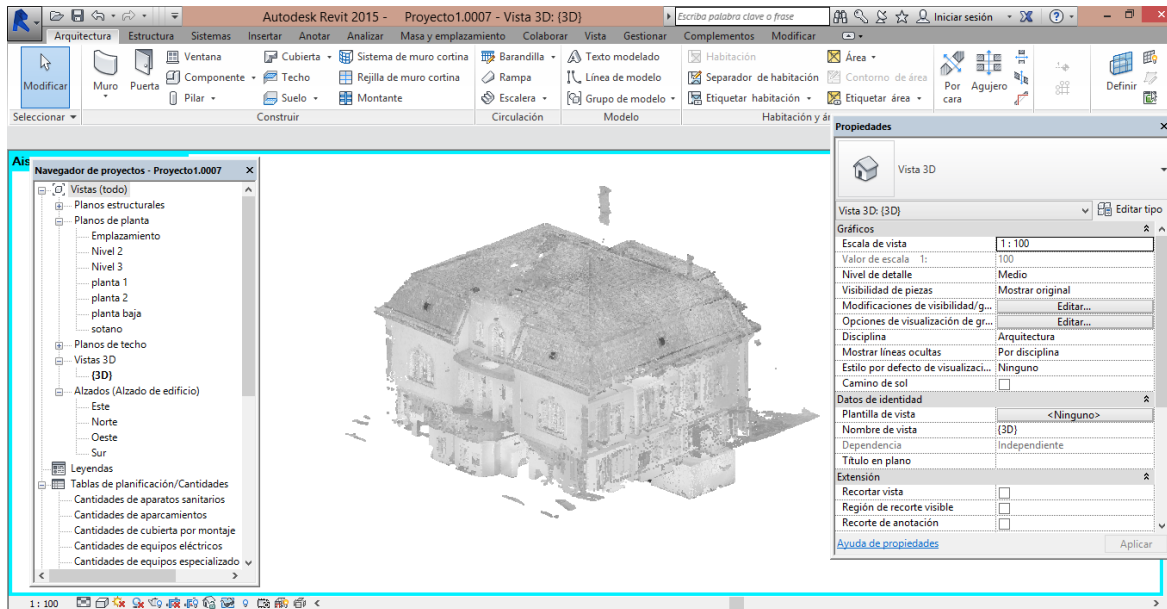 Autodesk Revit 2015 - Proyecto1.0007 - Vista 3D: {3D}
Escriba palabra clave o frase
Iniciar sesión
Arquitectura Estructura Sistemas Insertar Anotar Analizar Masa y emplazamiento Colaborar Vista Gestionar Complementos Modificar
Modificar
Muro
Puerta
Ventana
Componente
Pilar
Cubierta
Techo
Suelo
Sistema de muro cortina
Rejilla de muro cortina
Montante
Barandilla
Rampa
Escalera
Texto modelado
Línea de modelo
Grupo de modelo
Habitación
Separador de habitación
Etiquetar habitación
Área
Contorno de área
Etiquetar área
Por cara
Agujero
Definir
Seleccionar
Construir
Circulación
Modelo
Habitación y ár
Ais
Navegador de proyectos - Proyecto1.0007
Vistas (todo)
Planos estructurales
Planos de planta
Emplazamiento
Nivel 2
Nivel 3
planta 1
planta 2
planta baja
sotano
Planos de techo
Vistas 3D
{3D}
Alzados (Alzado de edificio)
Este
Norte
Oeste
Sur
Leyendas
Tablas de planificación/Cantidades
Cantidades de aparatos sanitarios
Cantidades de aparcamientos
Cantidades de cubierta por montaje
Cantidades de equipos eléctricos
Cantidades de equipos especializado
Propiedades
Vista 3D
Vista 3D: {3D}
Editar tipo
Gráficos
Escala de vista 1 : 100
Valor de escala 1: 100
Nivel de detalle Medio
Visibilidad de piezas Mostrar original
Modificaciones de visibilidad/g... Editar...
Opciones de visualización de gr... Editar...
Disciplina Arquitectura
Mostrar líneas ocultas Por disciplina
Estilo por defecto de visualizaci... Ninguno
Camino de sol
Datos de identidad
Plantilla de vista <Ninguno>
Nombre de vista {3D}
Dependencia Independiente
Título en plano
Extensión
Recortar vista
Región de recorte visible
Recorte de anotación
Ayuda de propiedades
Aplicar
1 : 100